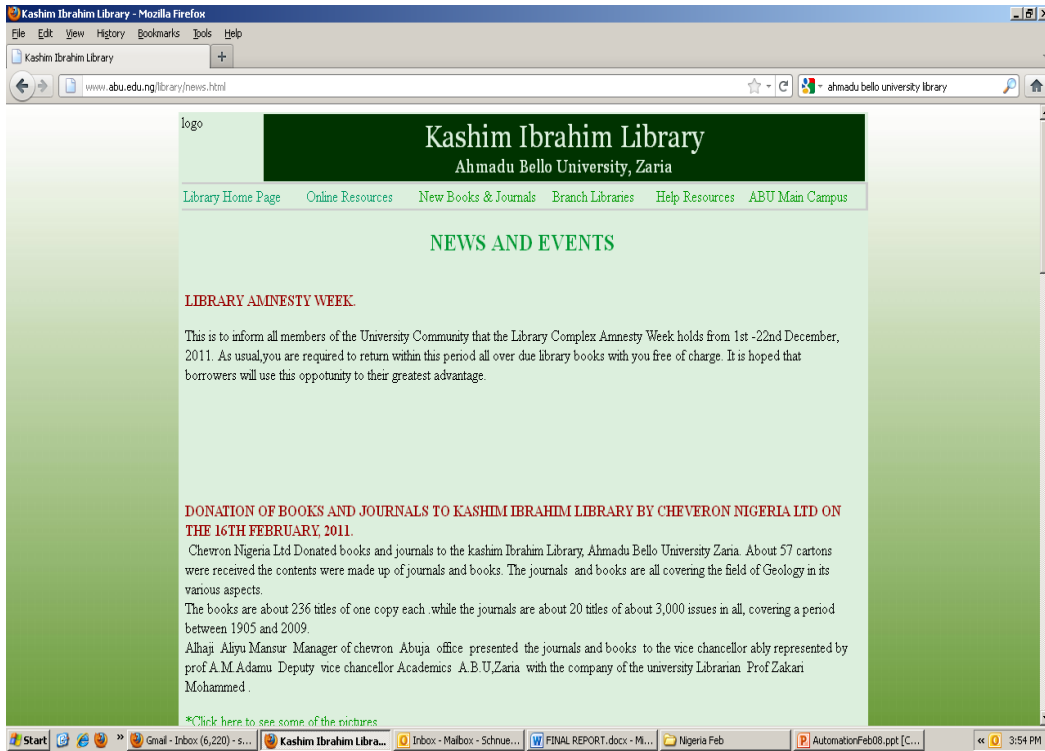 Kashim Ibrahim Library - Mozilla Firefox
File Edit View History Bookmarks Tools Help
Kashim Ibrahim Library
www.abu.edu.ng/library/news.html
ahmadu bello university library
logo
Kashim Ibrahim Library
Ahmadu Bello University, Zaria
Library Home Page Online Resources New Books & Journals Branch Libraries Help Resources ABU Main Campus
NEWS AND EVENTS
LIBRARY AMNESTY WEEK.
This is to inform all members of the University Community that the Library Complex Amnesty Week holds from 1st -22nd December,
2011. As usual,you are required to return within this period all over due library books with you free of charge. It is hoped that
borrowers will use this oppotunity to their greatest advantage.
DONATION OF BOOKS AND JOURNALS TO KASHIM IBRAHIM LIBRARY BY CHEVERON NIGERIA LTD ON
THE 16TH FEBRUARY, 2011.
Chevron Nigeria Ltd Donated books and journals to the kashim Ibrahim Library, Ahmadu Bello University Zaria. About 57 cartons
were received the contents were made up of journals and books. The journals and books are all covering the field of Geology in its
various aspects.
The books are about 236 titles of one copy each .while the journals are about 20 titles of about 3,000 issues in all, covering a period
between 1905 and 2009.
Alhaji Aliyu Mansur Manager of chevron Abuja office presented the journals and books to the vice chancellor ably represented by
prof A.M.Adamu Deputy vice chancellor Academics A.B.U,Zaria with the company of the university Librarian Prof Zakari
Mohammed .
*Click here to see some of the pictures
Start » Gmail - Inbox (6,220) - s... Kashim Ibrahim Libra... Inbox - Mailbox - Schnue... FINAL REPORT.docx - Mi... Nigeria Feb AutomationFeb08.ppt [C... « 3:54 PM